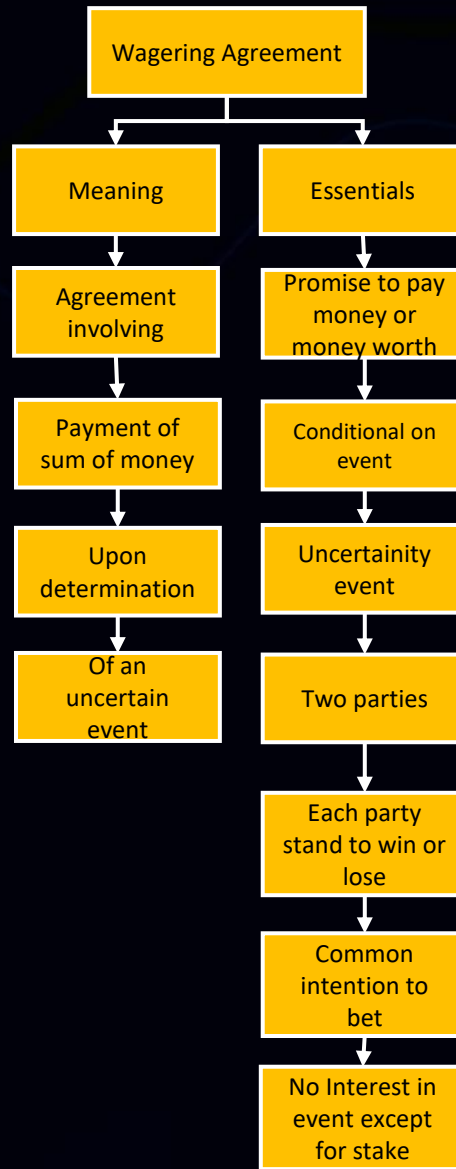 Wagering Agreement
Meaning
Essentials
Agreement
involving
Promise to pay
money or
money worth
Payment of
sum of money
Conditional on
event
Upon
determination
Uncertainity
event
Of an
uncertain
event
Two parties
Each party
stand to win or
lose
Common
intention to
bet
No Interest in
event except
for stake